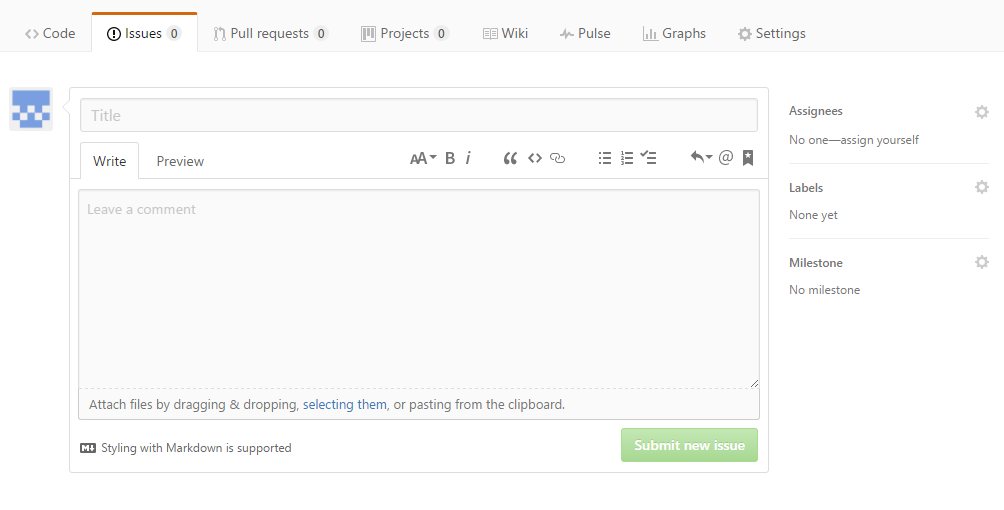 Code Issues 0 Pull requests 0 Projects 0 Wiki Pulse Graphs Settings
Title
Write Preview AA B i @
Leave a comment
Attach files by dragging & dropping, selecting them, or pasting from the clipboard.
Styling with Markdown is supported
Submit new issue
Assignees
No one—assign yourself
Labels
None yet
Milestone
No milestone